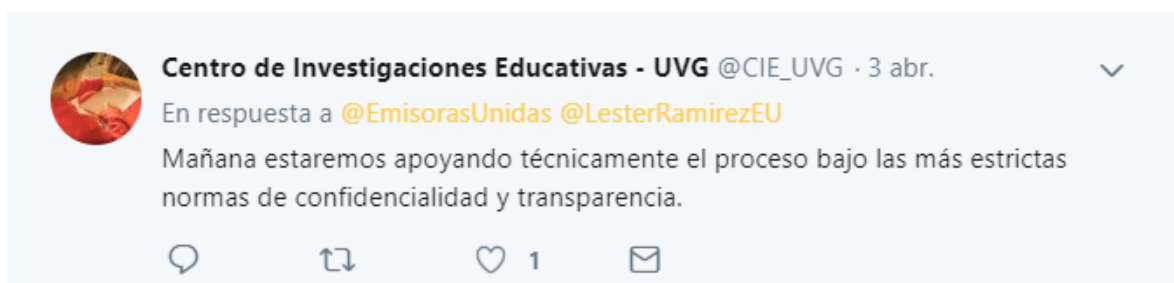 Centro de Investigaciones Educativas - UVG @CIE_UVG · 3 abr.
En respuesta a @EmisorasUnidas @LesterRamirezEU
Mañana estaremos apoyando técnicamente el proceso bajo las más estrictas
normas de confidencialidad y transparencia.
1